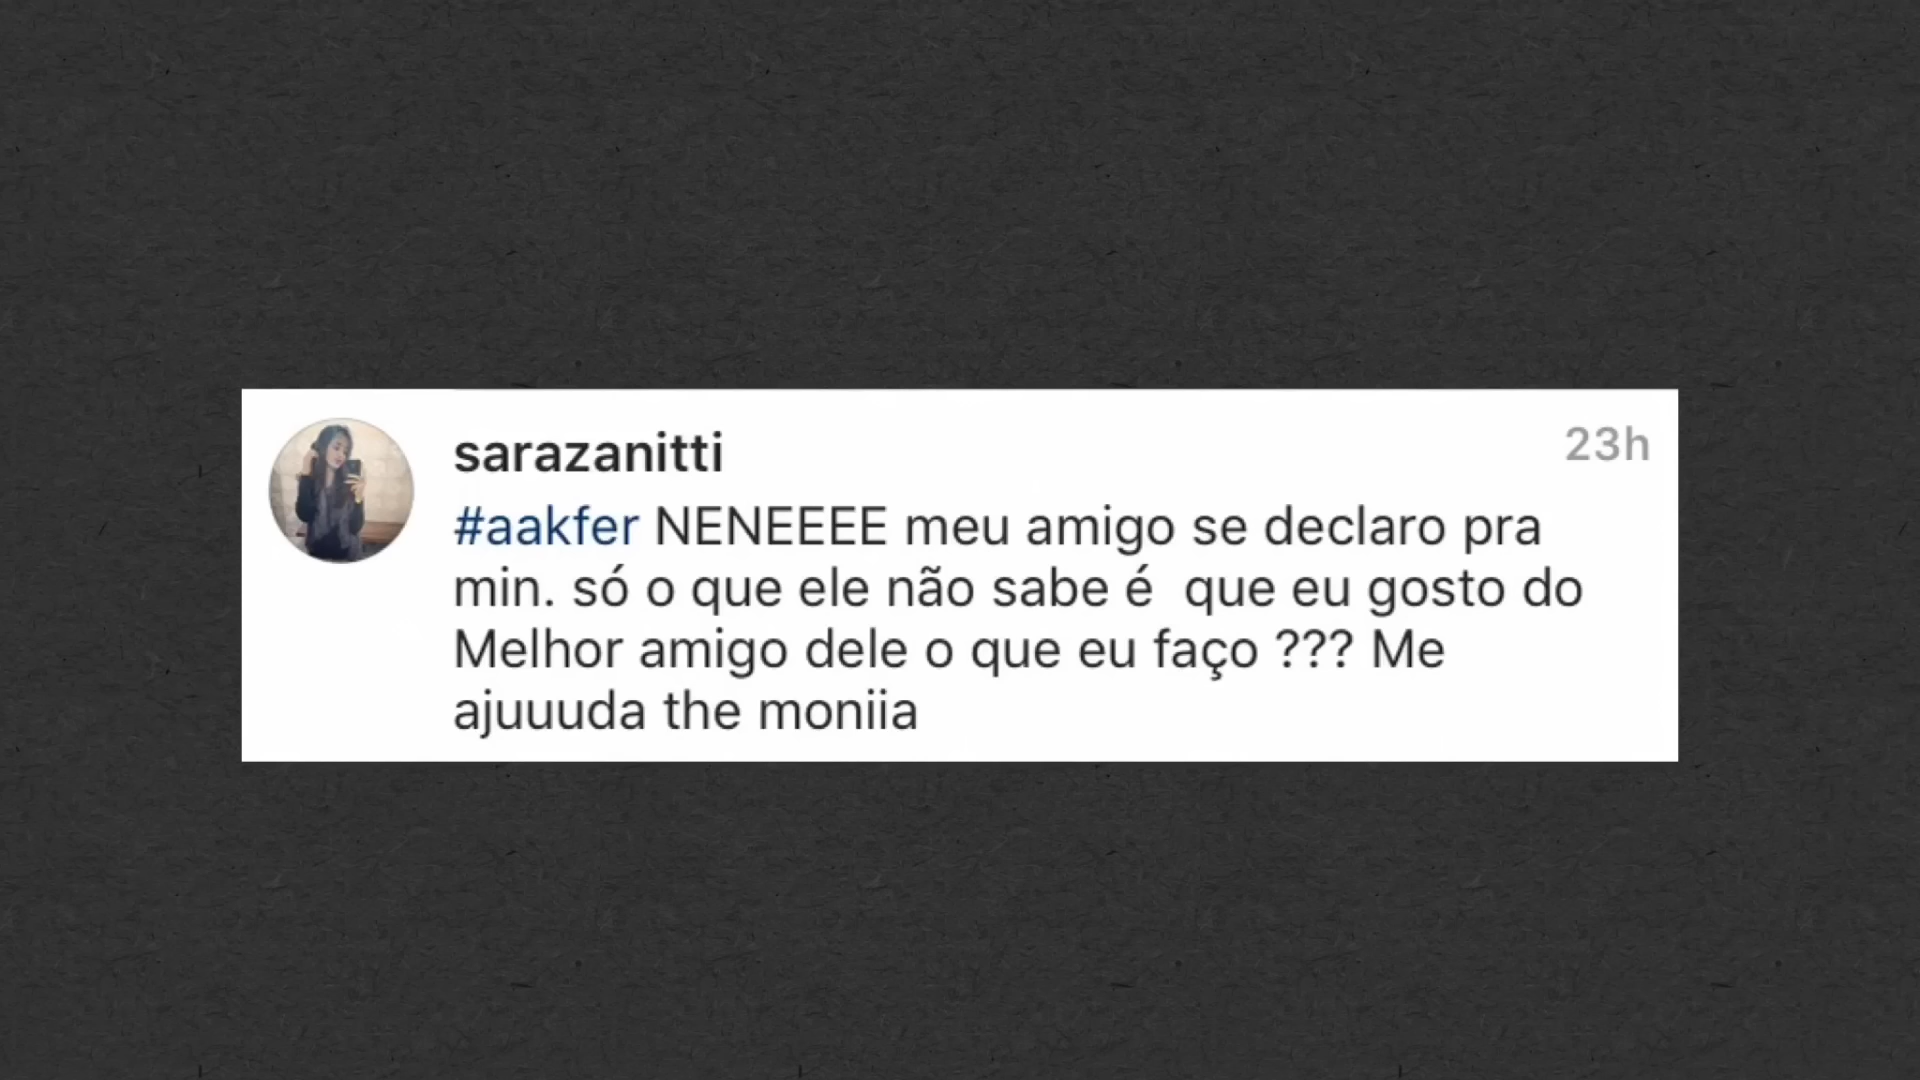 sarazanitti
23h
#aakfer NENEEEE meu amigo se declaro pra
min. só o que ele não sabe é  que eu gosto do
Melhor amigo dele o que eu faço ??? Me
ajuuuda the moniia